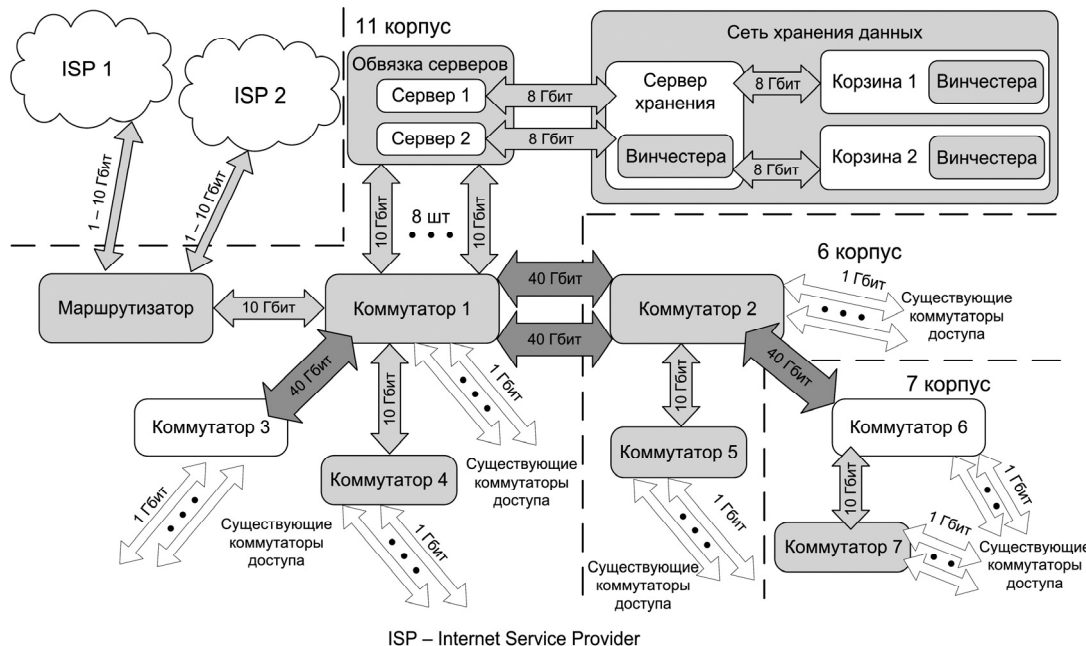 11 корпус
ISP 1
ISP 2
Обвязка серверов
Сервер 1
Сервер 2
8 Гбит
8 Гбит
Сеть хранения данных
Сервер
хранения
Винчестера
8 Гбит
8 Гбит
Корзина 1
Винчестера
Корзина 2
Винчестера
1 – 10 Гбит
1 – 10 Гбит
10 Гбит
8 шт
10 Гбит
6 корпус
Маршрутизатор
10 Гбит
Коммутатор 1
40 Гбит
40 Гбит
Коммутатор 2
1 Гбит
Существующие
коммутаторы
доступа
40 Гбит
10 Гбит
1 Гбит
10 Гбит
40 Гбит
7 корпус
Коммутатор 3
Коммутатор 4
Существующие
коммутаторы
доступа
Коммутатор 5
Коммутатор 6
1 Гбит
Существующие
коммутаторы
доступа
1 Гбит
1 Гбит
Существующие
коммутаторы
доступа
10 Гбит
1 Гбит
Коммутатор 7
1 Гбит
Существующие
коммутаторы
доступа
ISP – Internet Service Provider